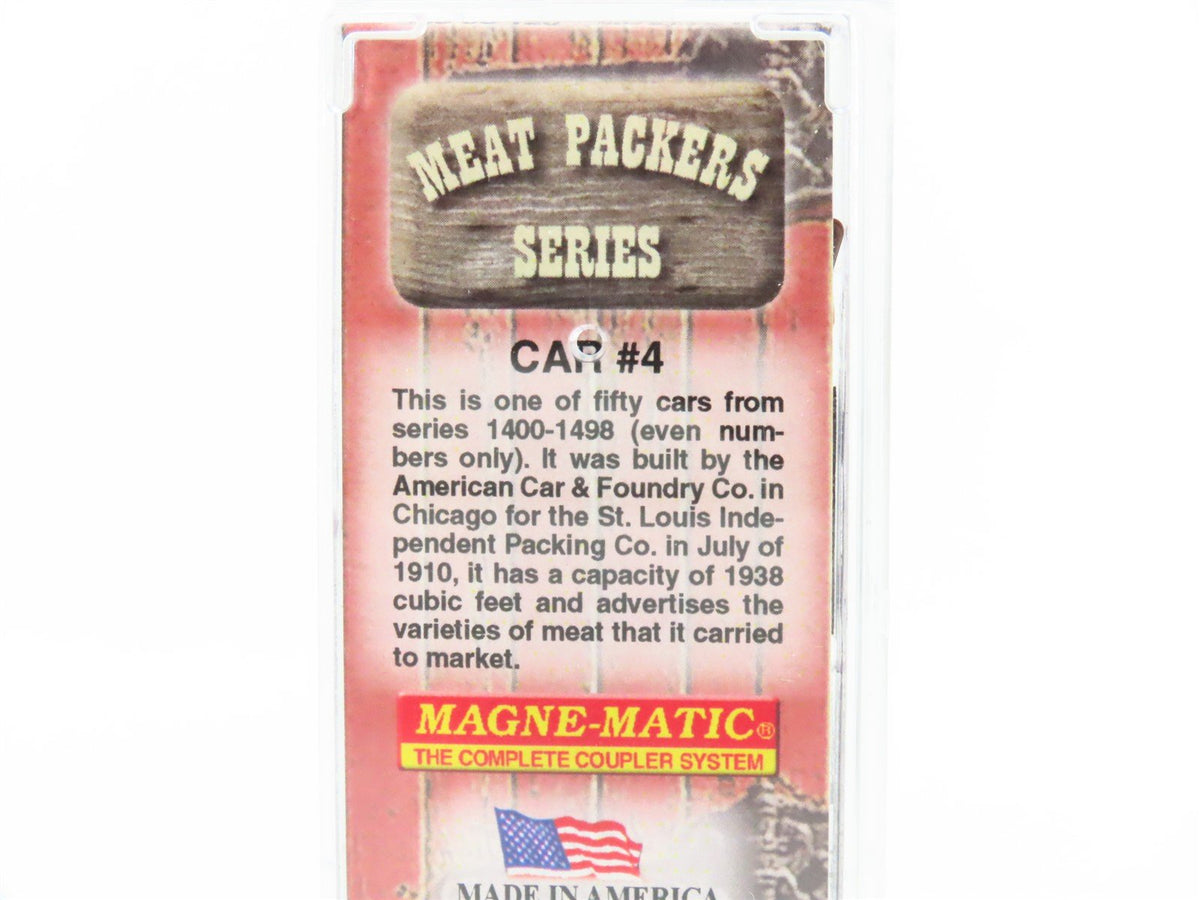 MEAT PACKERS
SERIES
CAR #4
This is one of fifty cars from
series 1400-1498 (even num-
bers only). It was built by the
American Car & Foundry Co. in
Chicago for the St. Louis Inde-
pendent Packing Co. in July of
1910, it has a capacity of 1938
cubic feet and advertises the
varieties of meat that it carried
to market.
MAGNE-MATIC®
THE COMPLETE COUPLER SYSTEM
MADE IN AMERICA